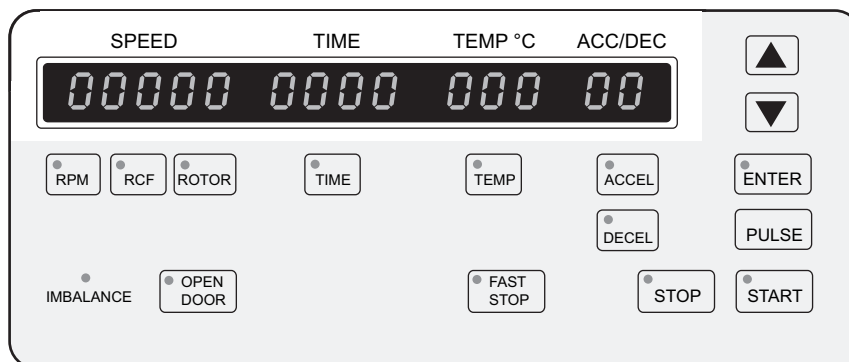 SPEED TIME TEMP °C ACC/DEC
00000 0000 000 00
RPM RCF ROTOR TIME TEMP ACCEL ENTER
DECEL PULSE
IMBALANCE OPEN DOOR FAST STOP STOP START